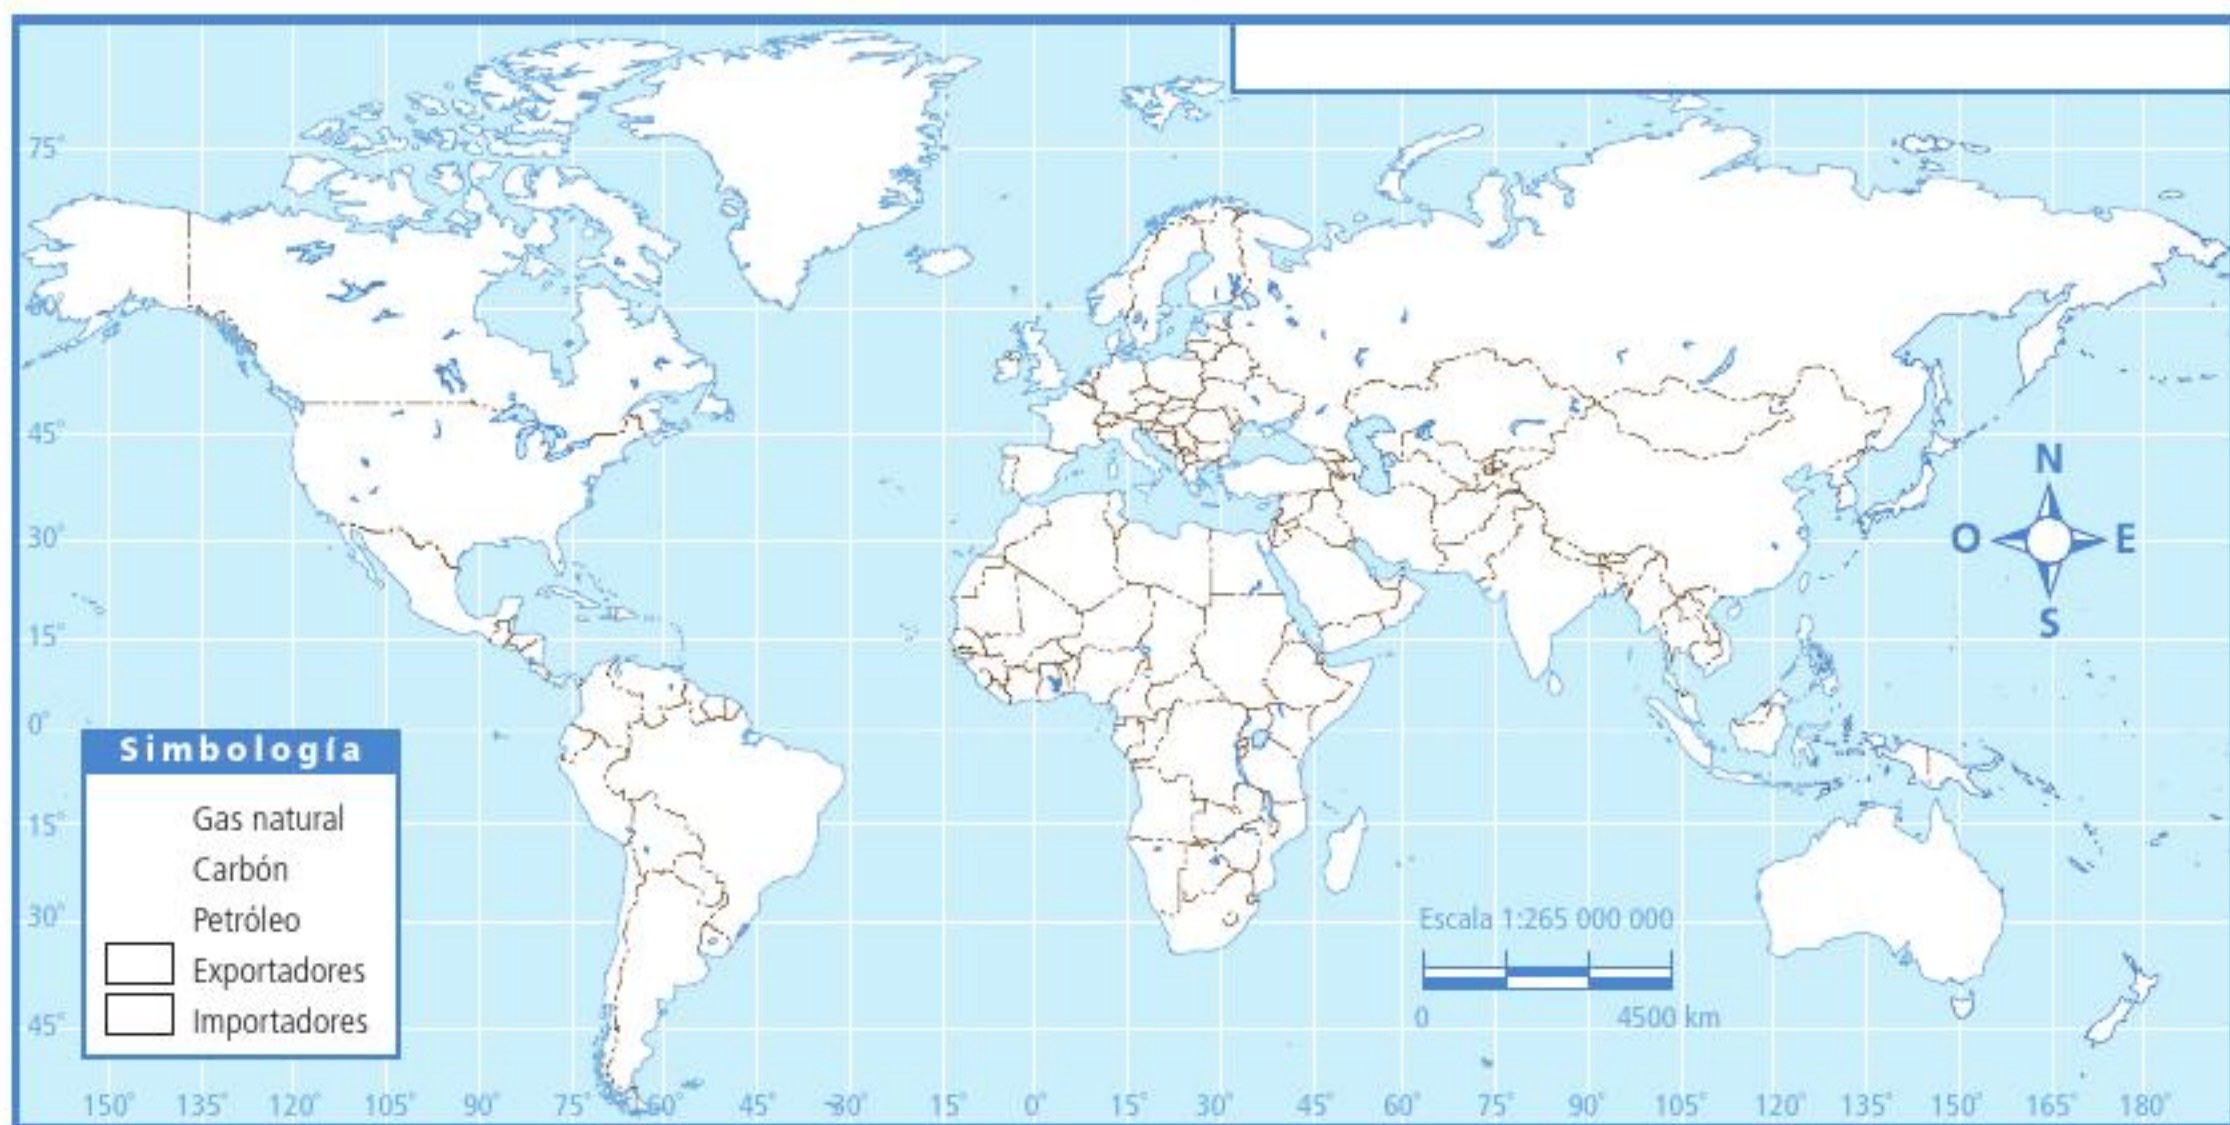 75°
60°
45°
30°
15°
0°
15°
30°
45°
N
O
E
S
Simbología
Gas natural
Carbón
Petróleo
Exportadores
Importadores
Escala 1:265 000 000
0 4500 km
150° 135° 120° 105° 90° 75° 60° 45° 30° 15° 0° 15° 30° 45° 60° 75° 90° 105° 120° 135° 150° 165° 180°